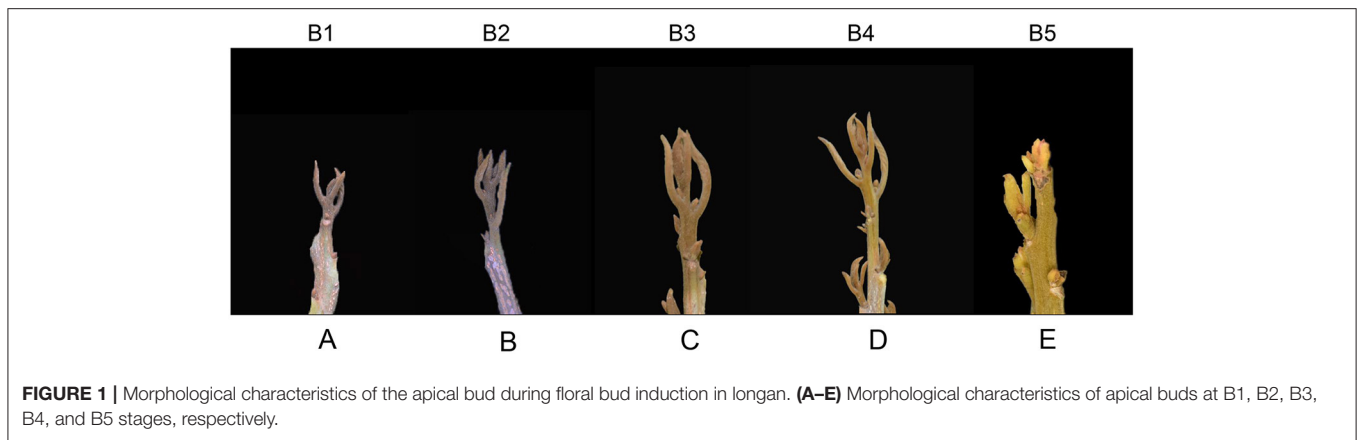 B1 B2 B3 B4 B5
A B C D E
FIGURE 1 | Morphological characteristics of the apical bud during floral bud induction in longan. (A–E) Morphological characteristics of apical buds at B1, B2, B3,
B4, and B5 stages, respectively.